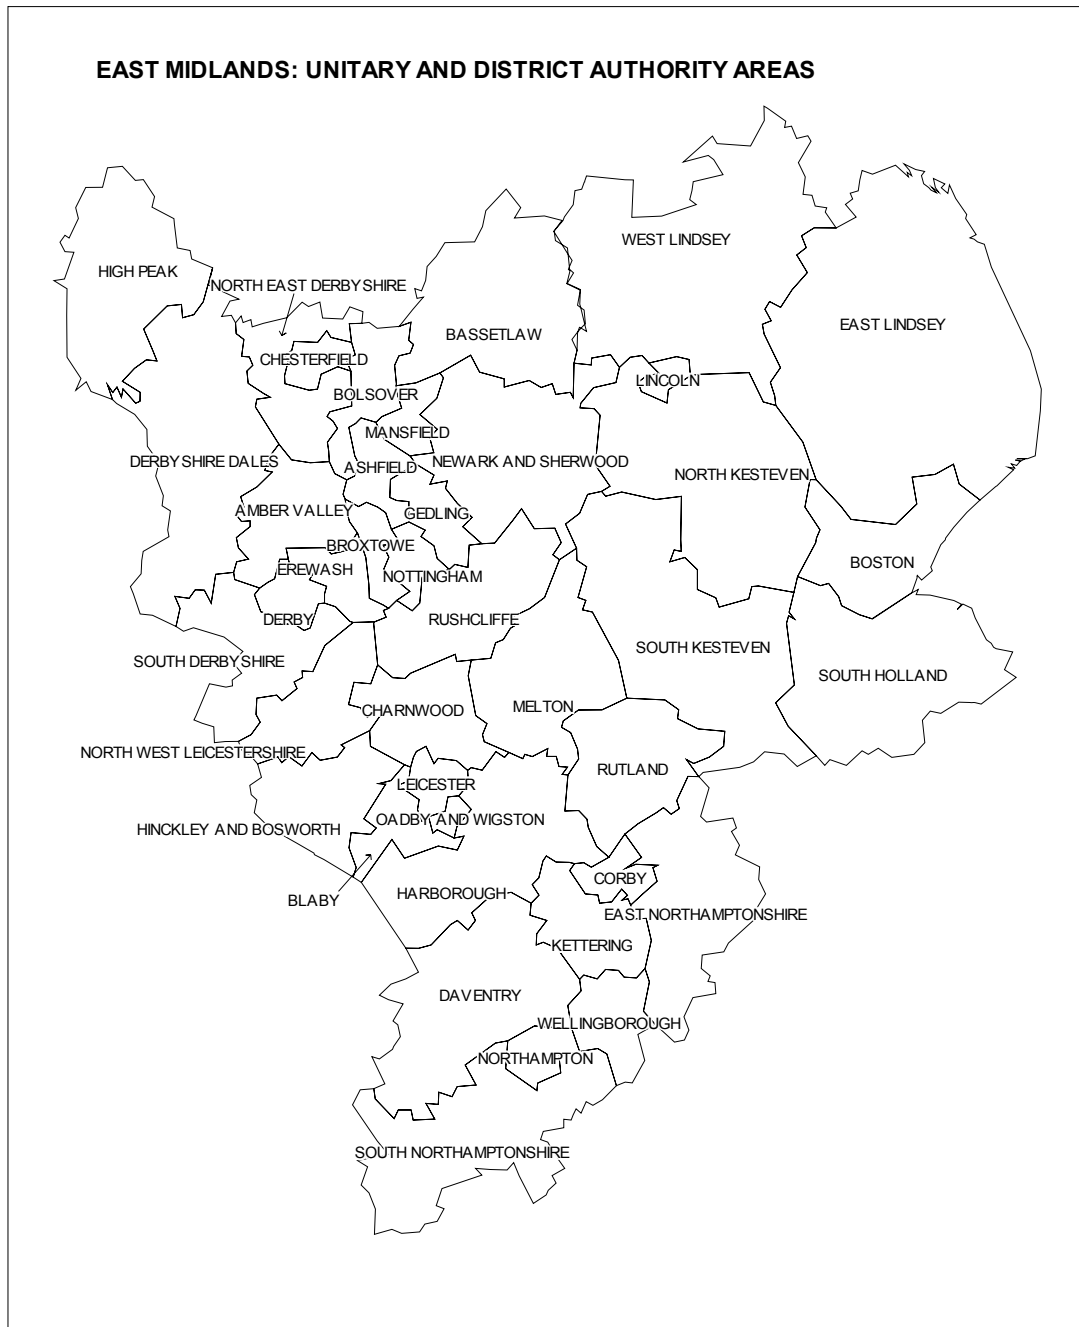 EAST MIDLANDS: UNITARY AND DISTRICT AUTHORITY AREAS
WEST LINDSEY
HIGH PEAK
NORTH EAST DERBYSHIRE
EAST LINDSEY
BASSETLAW
CHESTERFIELD
LINCOLN
BOLSOVER
MANSFIELD
DERBYSHIRE DALES
ASHFIELD
NEWARK AND SHERWOOD
NORTH KESTEVEN
AMBER VALLEY
GEDLING
BROXTOWE
BOSTON
EREWASH
NOTTINGHAM
DERBY
RUSHCLIFFE
SOUTH DERBYSHIRE
SOUTH KESTEVEN
SOUTH HOLLAND
CHARNWOOD
MELTON
NORTH WEST LEICESTERSHIRE
RUTLAND
LEICESTER
OADBY AND WIGSTON
HINCKLEY AND BOSWORTH
CORBY
BLABY
HARBOROUGH
EAST NORTHAMPTONSHIRE
KETTERING
DAVENTRY
WELLINGBOROUGH
NORTHAMPTON
SOUTH NORTHAMPTONSHIRE